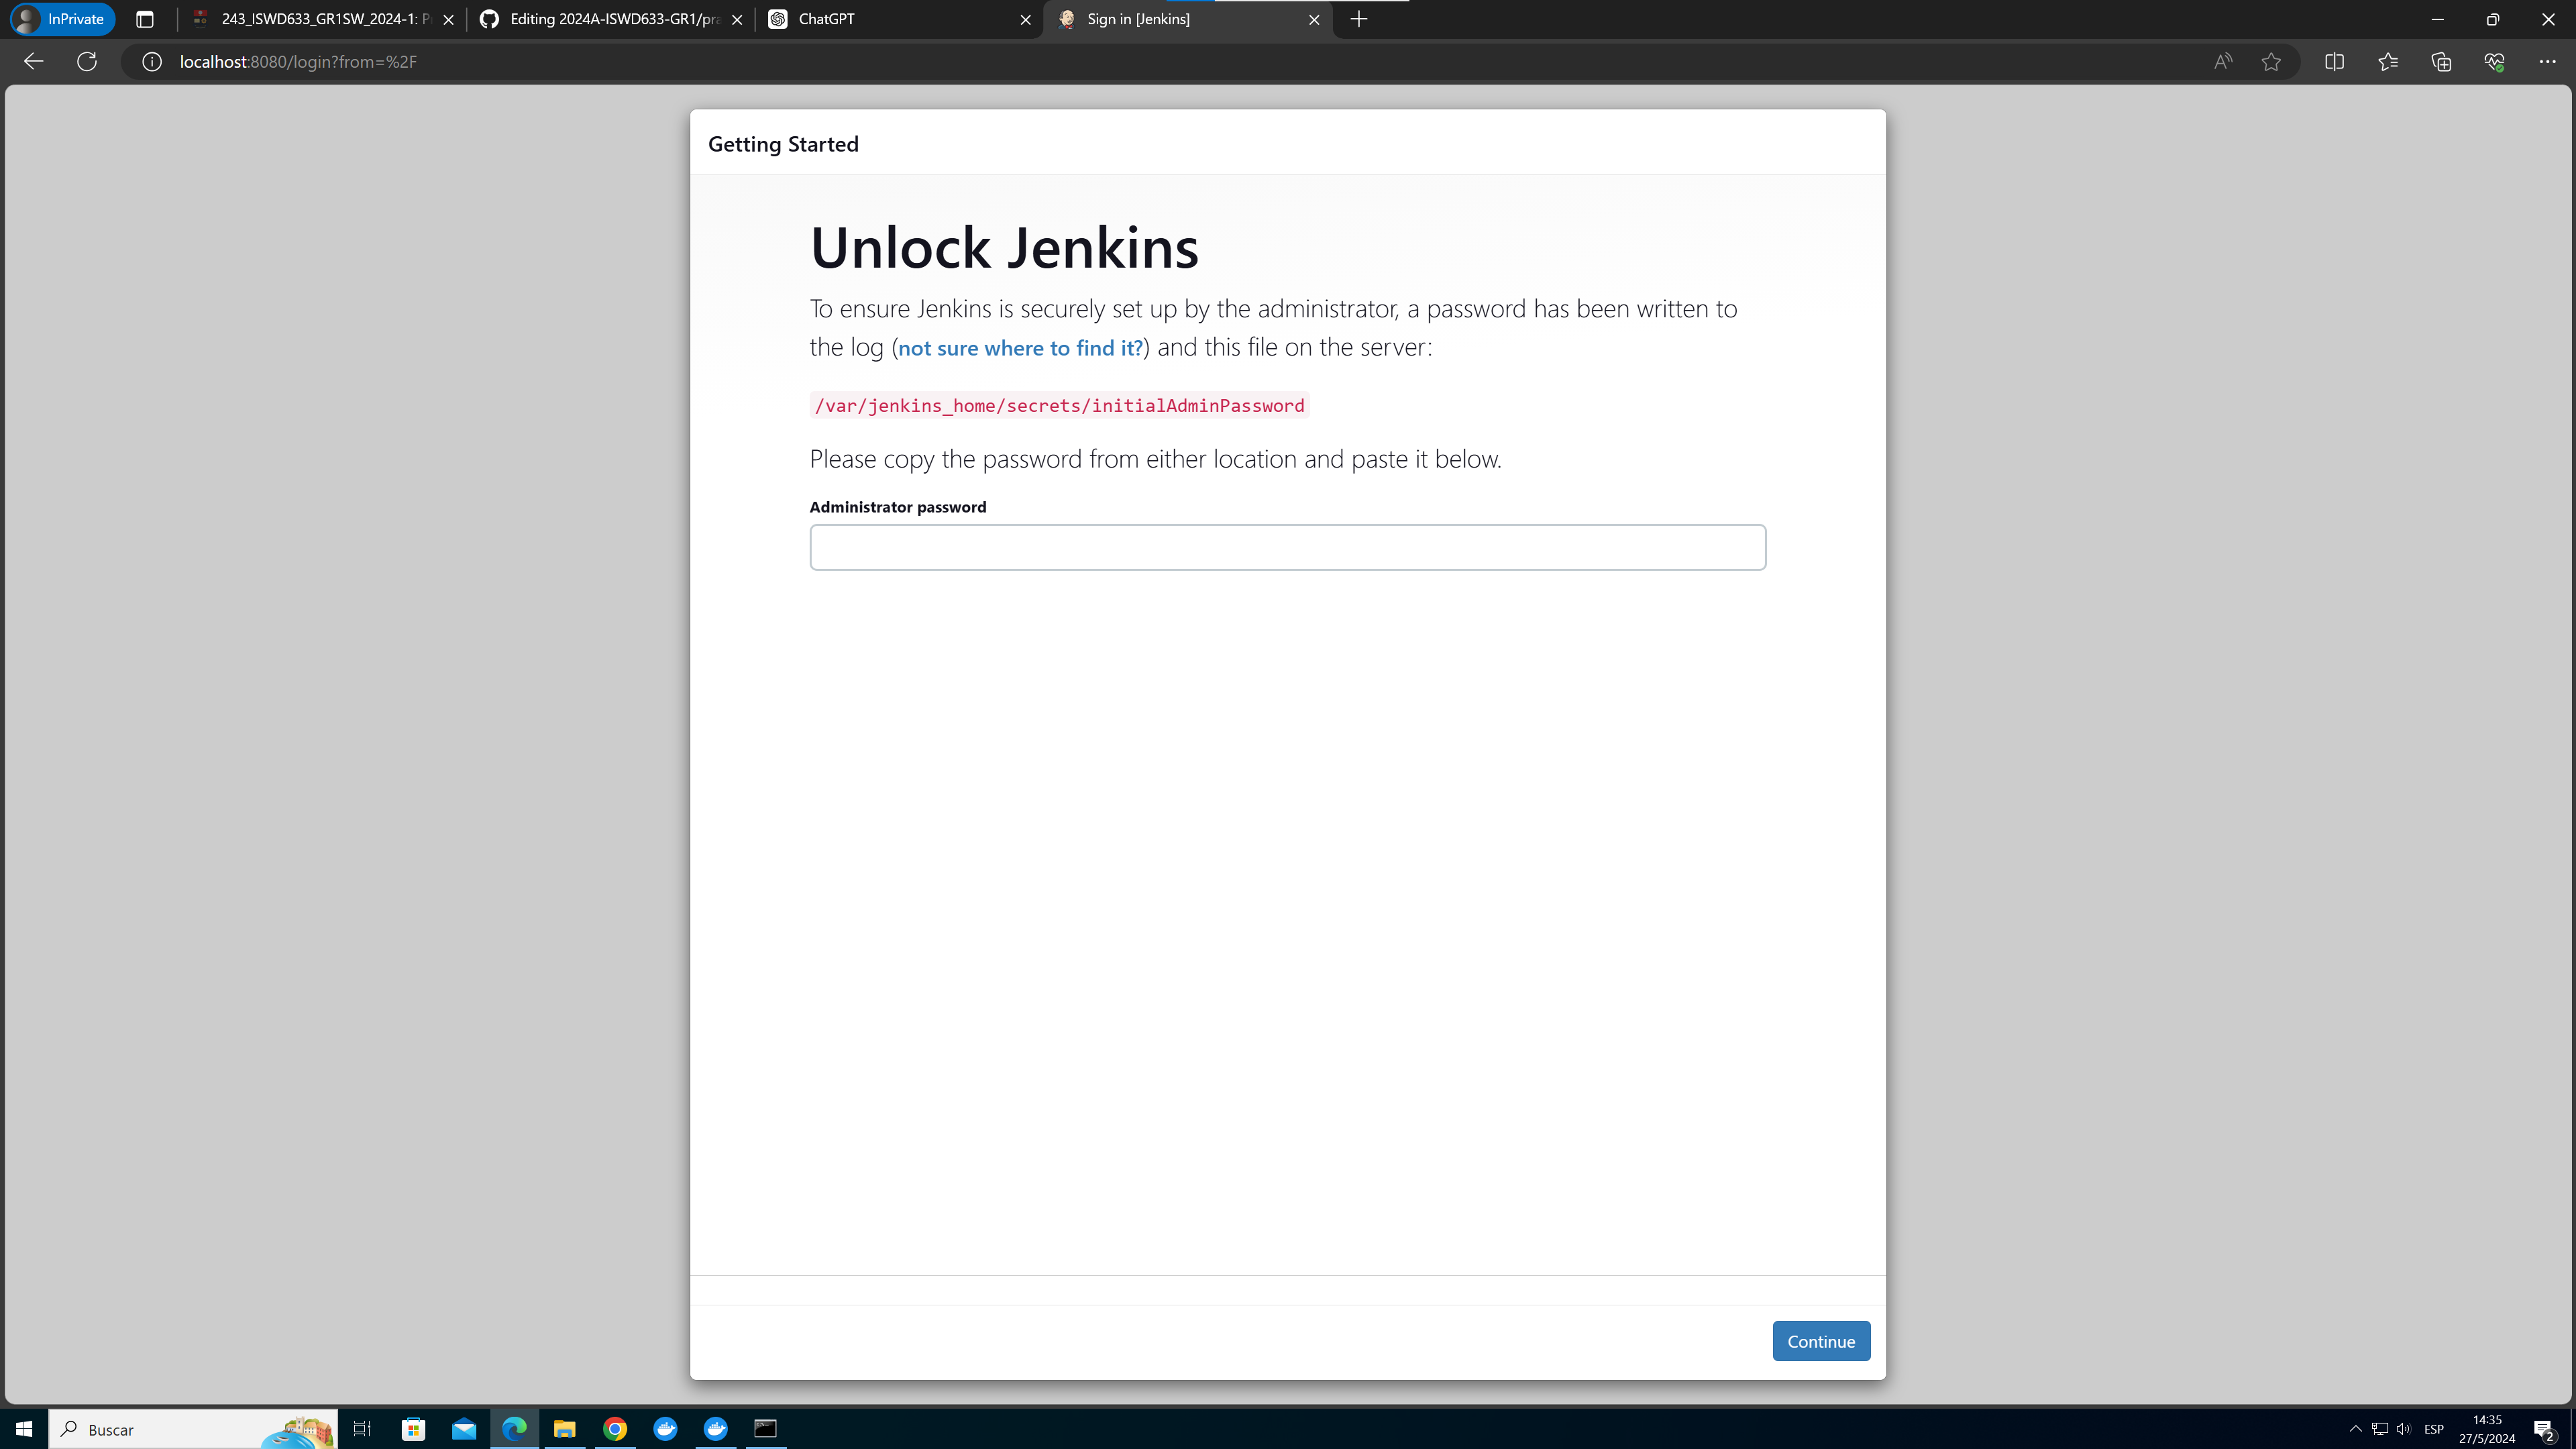 InPrivate
243_ISWD633_GR1SW_2024-1: P
Editing 2024A-ISWD633-GR1/pra
ChatGPT
Sign in [Jenkins]
localhost:8080/login?from=%2F
Getting Started
Unlock Jenkins
To ensure Jenkins is securely set up by the administrator, a password has been written to
the log (not sure where to find it?) and this file on the server:
/var/jenkins_home/secrets/initialAdminPassword
Please copy the password from either location and paste it below.
Administrator password
Continue
Buscar
ESP
14:35
27/5/2024
2